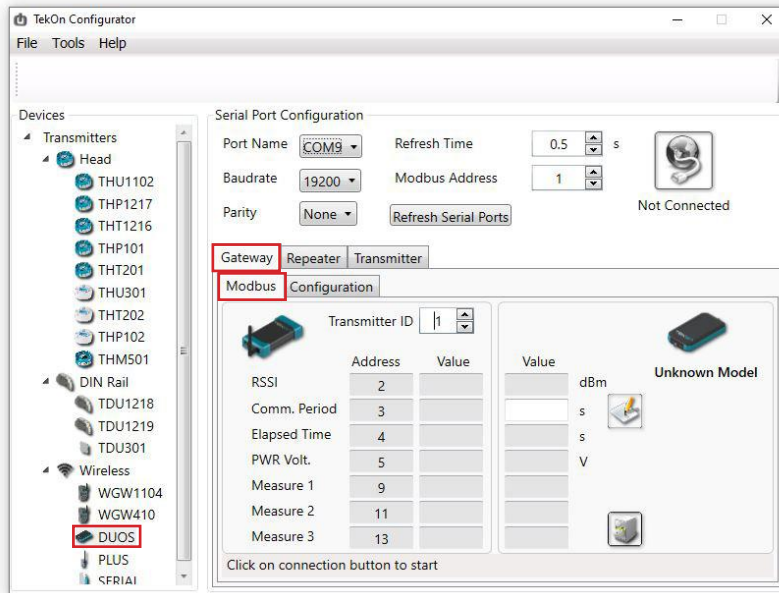 TekOn Configurator
File Tools Help
Devices
Transmitters
Head
THU1102
THP1217
THT1216
THP101
THT201
THU301
THT202
THP102
THM501
DIN Rail
TDU1218
TDU1219
TDU301
Wireless
WGW1104
WGW410
DUOS
PLUS
SERIAL
Serial Port Configuration
Port Name COM9 Refresh Time 0.5 s
Baudrate 19200 Modbus Address 1
Parity None Refresh Serial Ports
Not Connected
Gateway Repeater Transmitter
Modbus Configuration
Transmitter ID 1
Address Value Value
Unknown Model
RSSI 2 dBm
Comm. Period 3 s
Elapsed Time 4 s
PWR Volt. 5 V
Measure 1 9
Measure 2 11
Measure 3 13
Click on connection button to start